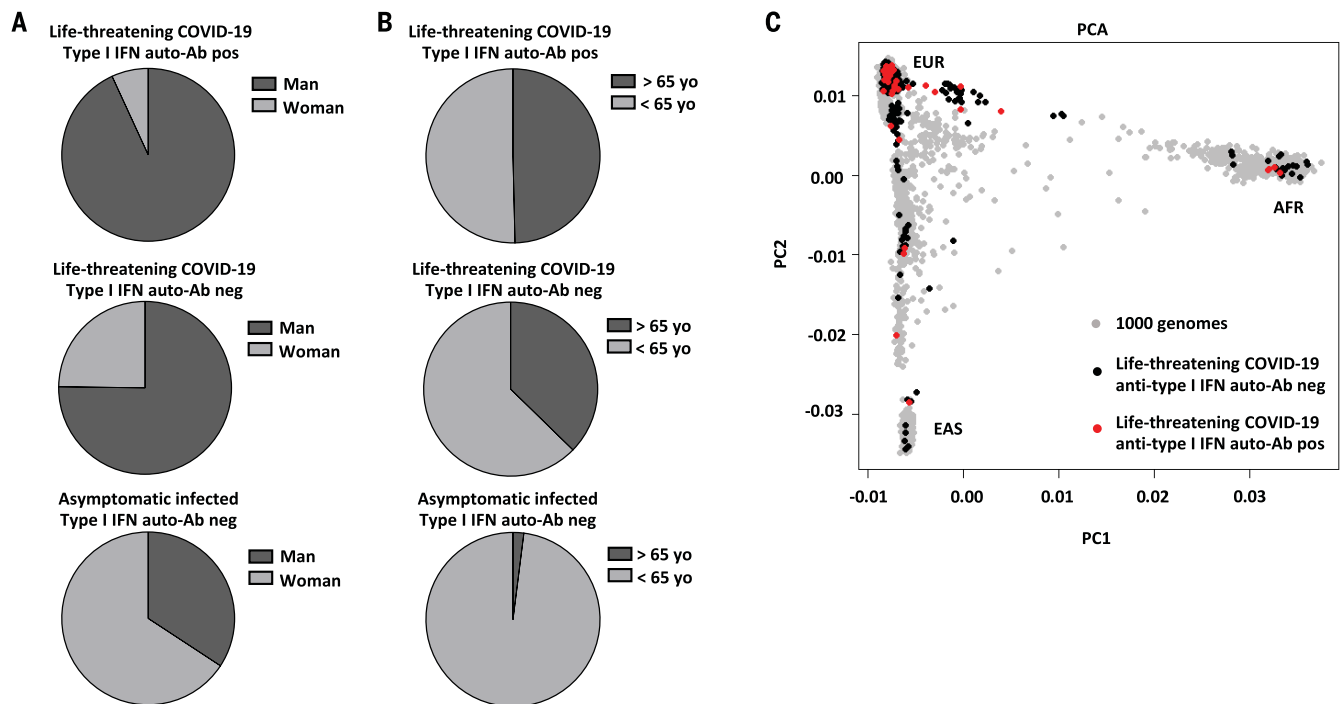 A
Life-threatening COVID-19
Type I IFN auto-Ab pos
Man
Woman
Life-threatening COVID-19
Type I IFN auto-Ab neg
Man
Woman
Asymptomatic infected
Type I IFN auto-Ab neg
Man
Woman
B
Life-threatening COVID-19
Type I IFN auto-Ab pos
> 65 yo
< 65 yo
Life-threatening COVID-19
Type I IFN auto-Ab neg
> 65 yo
< 65 yo
Asymptomatic infected
Type I IFN auto-Ab neg
> 65 yo
< 65 yo
C
PCA
EUR
AFR
EAS
PC2
0.01
0.00
-0.01
-0.02
-0.03
1000 genomes
Life-threatening COVID-19
anti-type I IFN auto-Ab neg
Life-threatening COVID-19
anti-type I IFN auto-Ab pos
-0.01
0.00
0.01
0.02
0.03
PC1